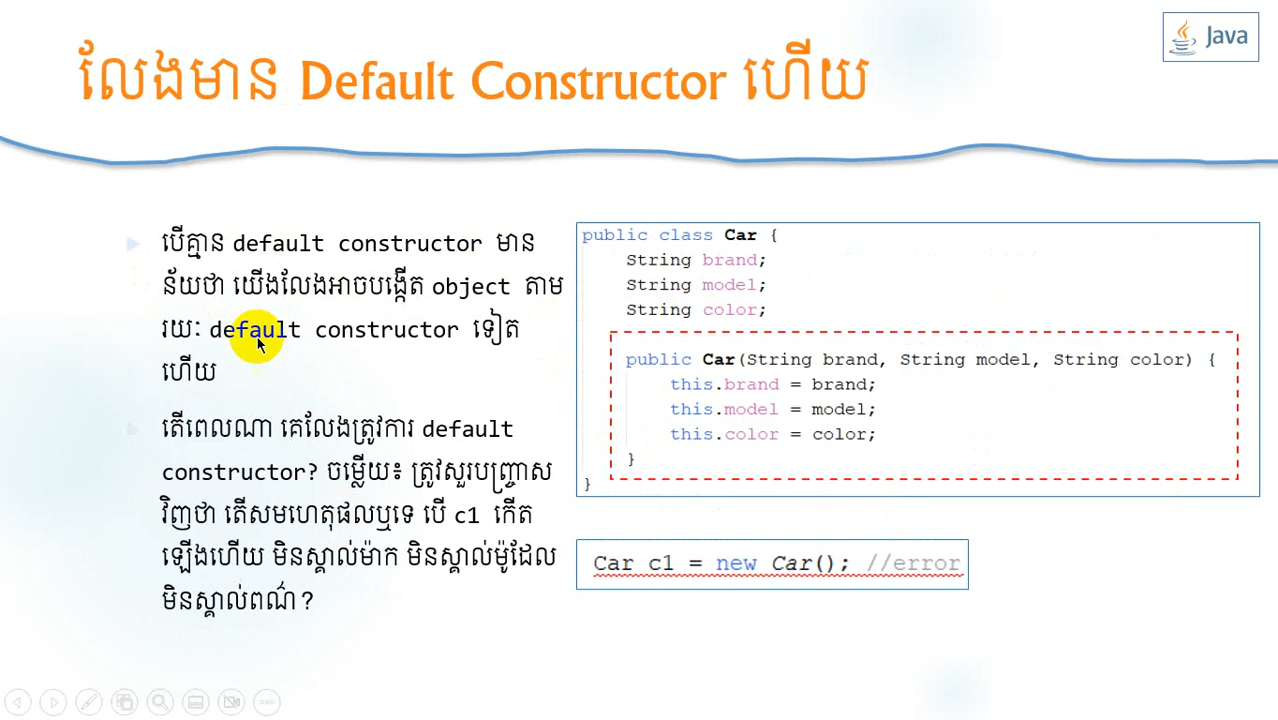 Java
លែងមាន Default Constructor ហើយ
បើគ្មាន default constructor មាន
ន័យថា យើងលែងអាចបង្កើត object តាម
រយៈ default constructor ទៀត
ហើយ
តើពេលណា គេលែងត្រូវការ default
constructor? ចម្លើយ៖ ត្រូវសួរបញ្ច្រាស
វិញថា តើសមហេតុផលឬទេ បើ c1 កើត
ឡើងហើយ មិនស្គាល់ម៉ាក មិនស្គាល់ម៉ូដែល
មិនស្គាល់ពណ៌?
public class Car {
String brand;
String model;
String color;
public Car(String brand, String model, String color) {
this.brand = brand;
this.model = model;
this.color = color;
}
}
Car c1 = new Car(); //error